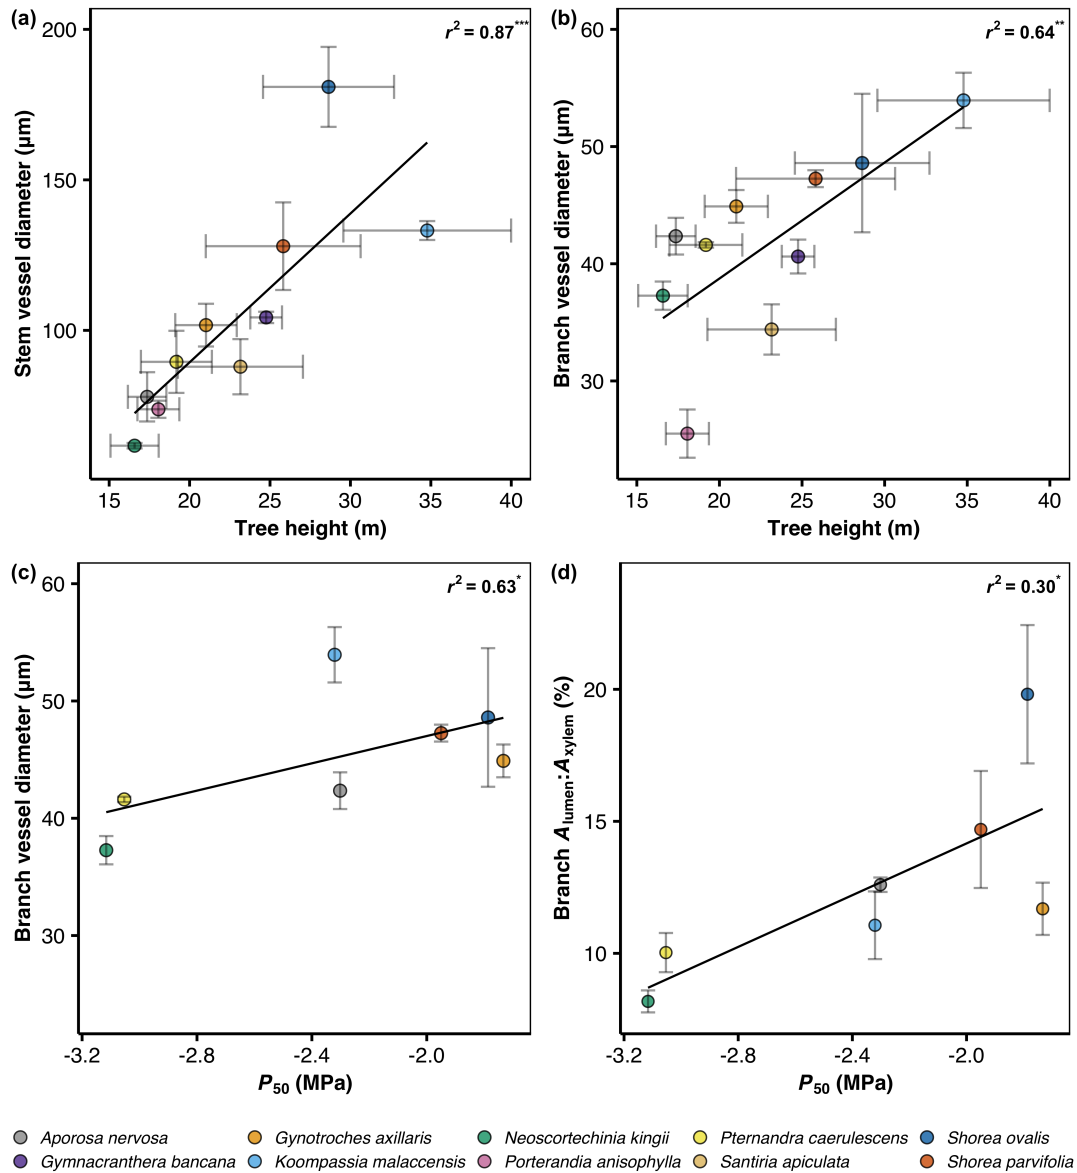 (a)
r² = 0.87***
Stem vessel diameter (µm)
200
150
100
15 20 25 30 35 40
Tree height (m)
(b)
r² = 0.64**
Branch vessel diameter (µm)
60
50
40
30
15 20 25 30 35 40
Tree height (m)
(c)
r² = 0.63*
Branch vessel diameter (µm)
60
50
40
30
-3.2 -2.8 -2.4 -2.0
P50 (MPa)
(d)
r² = 0.30*
Branch Alumen:Axylem (%)
20
15
10
-3.2 -2.8 -2.4 -2.0
P50 (MPa)
Aporosa nervosa Gynotroches axillaris Neoscortechinia kingii Pternandra caerulescens Shorea ovalis
Gymnacranthera bancana Koompassia malaccensis Porterandia anisophylla Santiria apiculata Shorea parvifolia